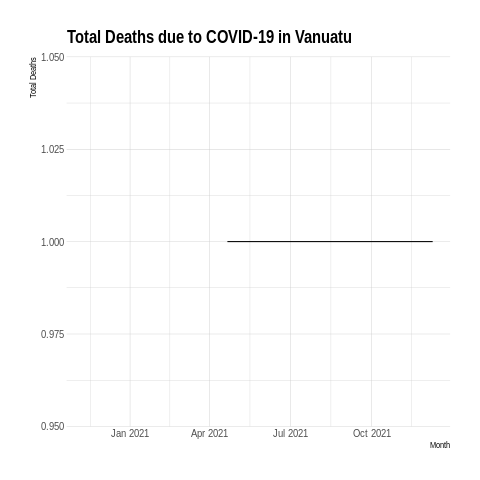 Total Deaths due to COVID-19 in Vanuatu
Total Deaths
1.050
1.025
1.000
0.975
0.950
Jan 2021 Apr 2021 Jul 2021 Oct 2021
Month